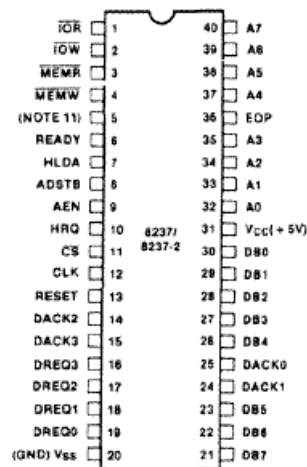 IOR 1 40 A7
IOW 2 39 A6
MEMR 3 38 A5
MEMW 4 37 A4
(NOTE 11) 5 36 EOP
READY 6 35 A3
HLDA 7 34 A2
ADSTB 8 33 A1
AEN 9 32 A0
HRQ 10 8237/ 31 VCC(+5V)
CS 11 8237-2 30 DB0
CLK 12 29 DB1
RESET 13 28 DB2
DACK2 14 27 DB3
DACK3 15 26 DB4
DREQ3 16 25 DACK0
DREQ2 17 24 DACK1
DREQ1 18 23 DB5
DREQ0 19 22 DB6
(GND) VSS 20 21 DB7